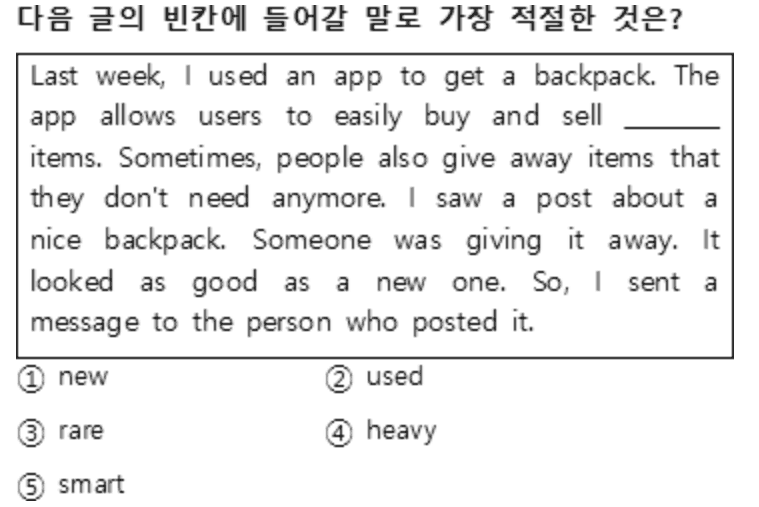 다음 글의 빈칸에 들어갈 말로 가장 적절한 것은?
Last week, I used an app to get a backpack. The
app allows users to easily buy and sell ______
items. Sometimes, people also give away items that
they don't need anymore. I saw a post about a
nice backpack. Someone was giving it away. It
looked as good as a new one. So, I sent a
message to the person who posted it.
① new ② used
③ rare ④ heavy
⑤ smart